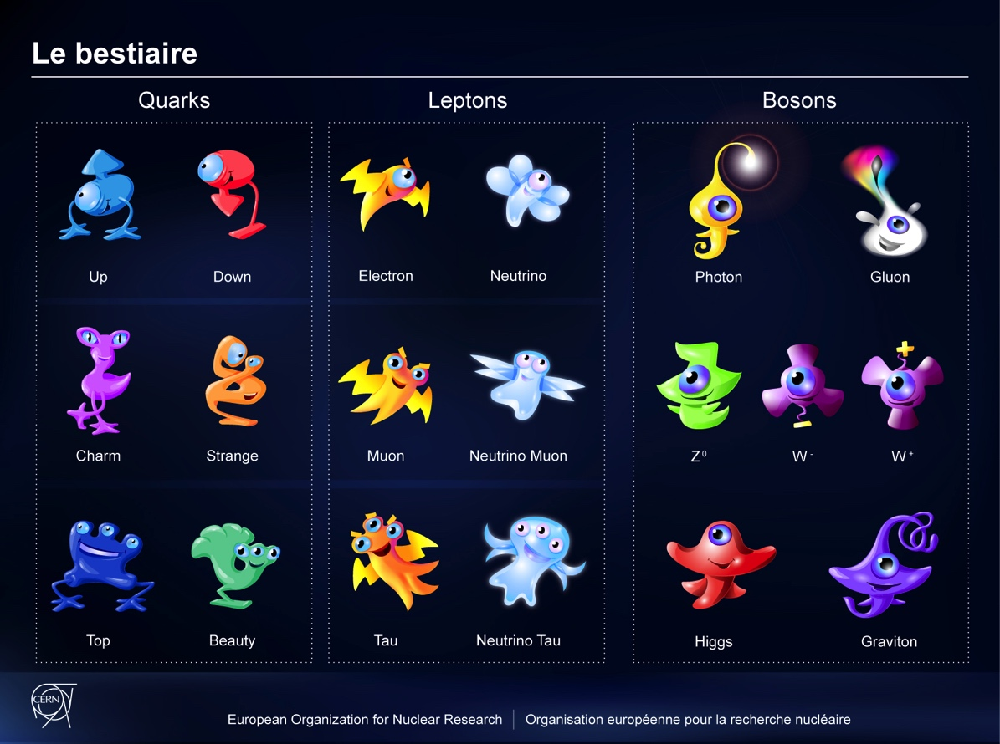 Le bestiaire
Quarks
Leptons
Bosons
Up
Down
Electron
Neutrino
Photon
Gluon
Charm
Strange
Muon
Neutrino Muon
Z⁰
W⁻
W⁺
Top
Beauty
Tau
Neutrino Tau
Higgs
Graviton
CERN
European Organization for Nuclear Research | Organisation européenne pour la recherche nucléaire